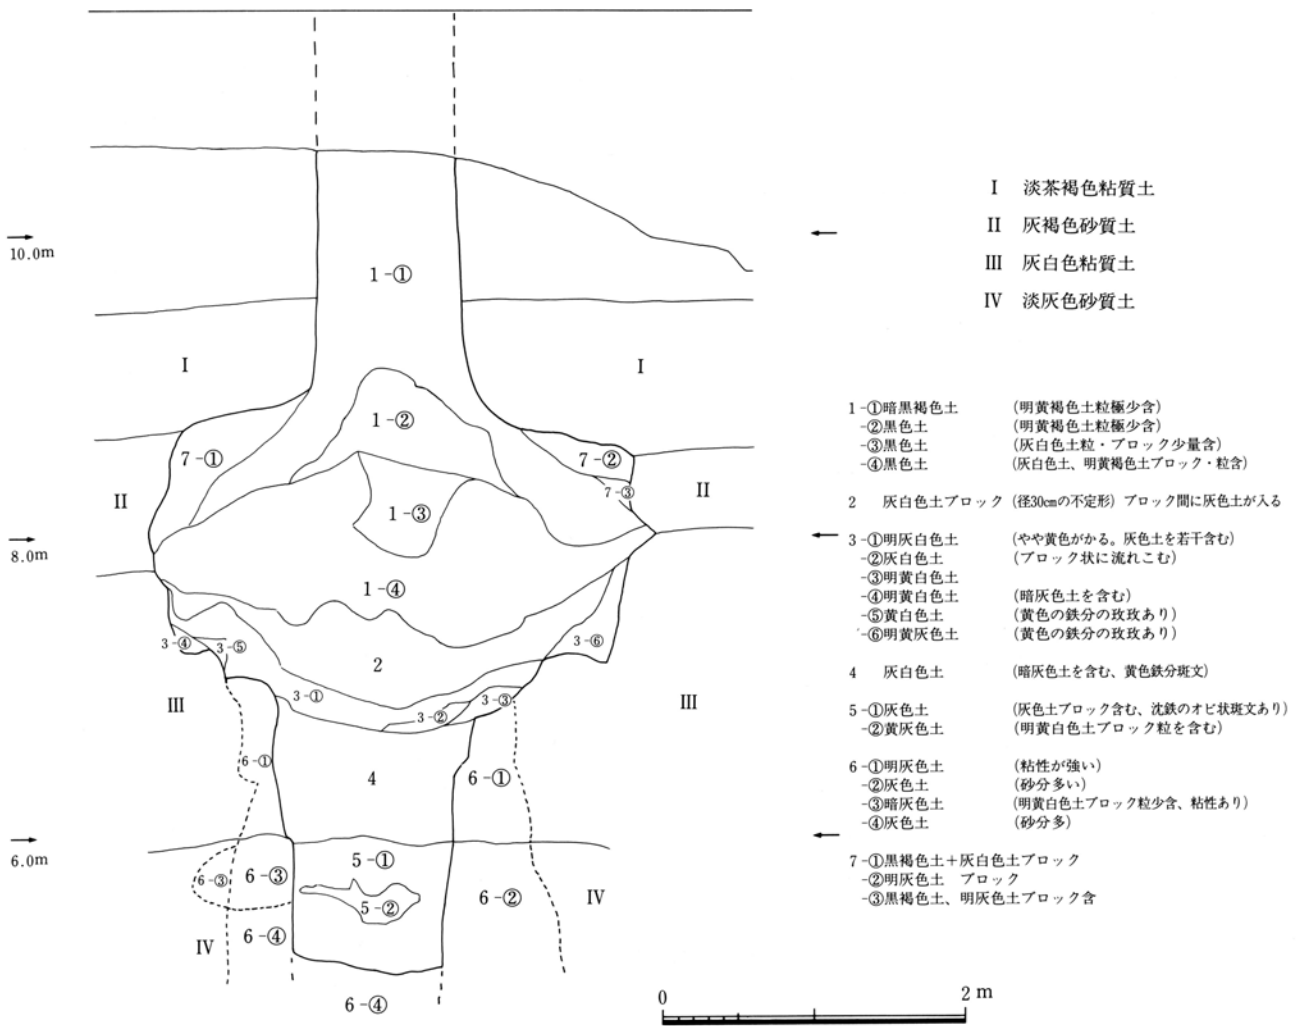 10.0m
8.0m
6.0m
1-①
I
I
1-②
7-①
7-②
7-③
II
II
1-③
1-④
3-④
3-⑤
3-⑥
2
3-①
3-②
3-③
III
III
6-①
4
6-①
5-①
6-③
6-③
5-②
6-②
IV
IV
6-④
6-④
0
2 m
I 淡茶褐色粘質土
II 灰褐色砂質土
III 灰白色粘質土
IV 淡灰色砂質土
1-①暗黒褐色土 (明黄褐色土粒極少含)
-②黒色土 (明黄褐色土粒極少含)
-③黒色土 (灰白色土粒・ブロック少量含)
-④黒色土 (灰白色土、明黄褐色土ブロック・粒含)
2 灰白色土ブロック (径30cmの不定形) ブロック間に灰色土が入る
3-①明灰白色土 (やや黄色がかる。灰色土を若干含む)
-②灰白色土 (ブロック状に流れこむ)
-③明黄白色土
-④明黄白色土 (暗灰色土を含む)
-⑤黄白色土 (黄色の鉄分の玫玫あり)
-⑥明黄灰色土 (黄色の鉄分の玫玫あり)
4 灰白色土 (暗灰色土を含む、黄色鉄分斑文)
5-①灰色土 (灰色土ブロック含む、沈鉄のオビ状斑文あり)
-②黄灰色土 (明黄白色土ブロック粒を含む)
6-①明灰色土 (粘性が強い)
-②灰色土 (砂分多い)
-③暗灰色土 (明黄白色土ブロック粒少含、粘性あり)
-④灰色土 (砂分多)
7-①黒褐色土＋灰白色土ブロック
-②明灰色土 ブロック
-③黒褐色土、明灰色土ブロック含